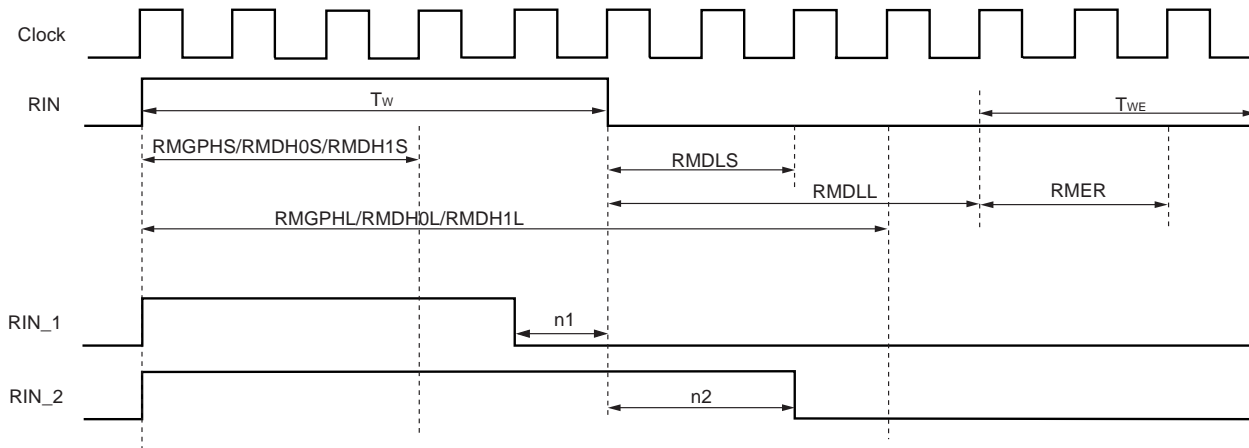 Clock
RIN
TW
TWE
RMGPHS/RMDH0S/RMDH1S
RMDLS
RMDLL
RMER
RMGPHL/RMDH0L/RMDH1L
RIN_1
n1
RIN_2
n2